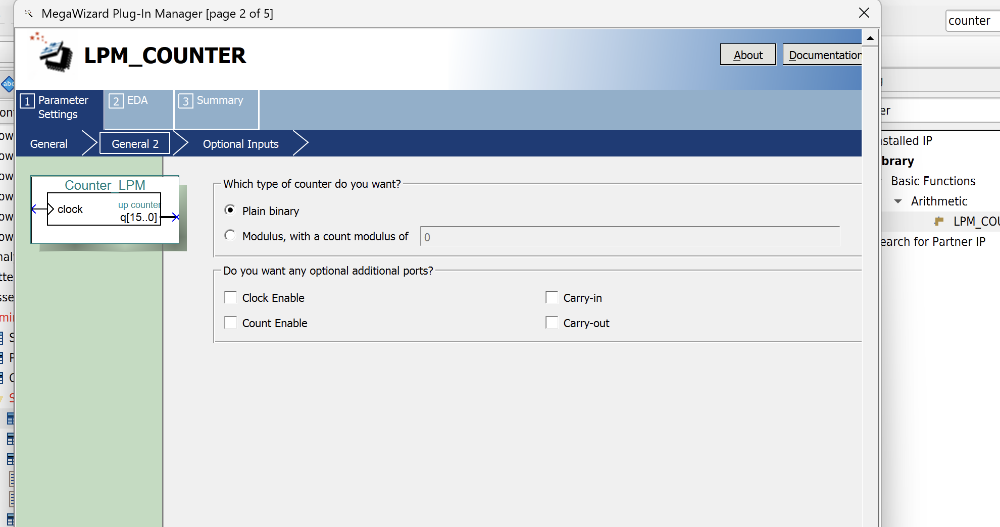 MegaWizard Plug-In Manager [page 2 of 5]
counter
LPM_COUNTER
About
Documentation
abc
1 Parameter Settings
2 EDA
3 Summary
General
General 2
Optional Inputs
Counter_LPM
clock
up counter
q[15..0]
Which type of counter do you want?
Plain binary
Modulus, with a count modulus of
0
Do you want any optional additional ports?
Clock Enable
Carry-in
Count Enable
Carry-out
nstalled IP
brary
Basic Functions
Arithmetic
LPM_COU
earch for Partner IP